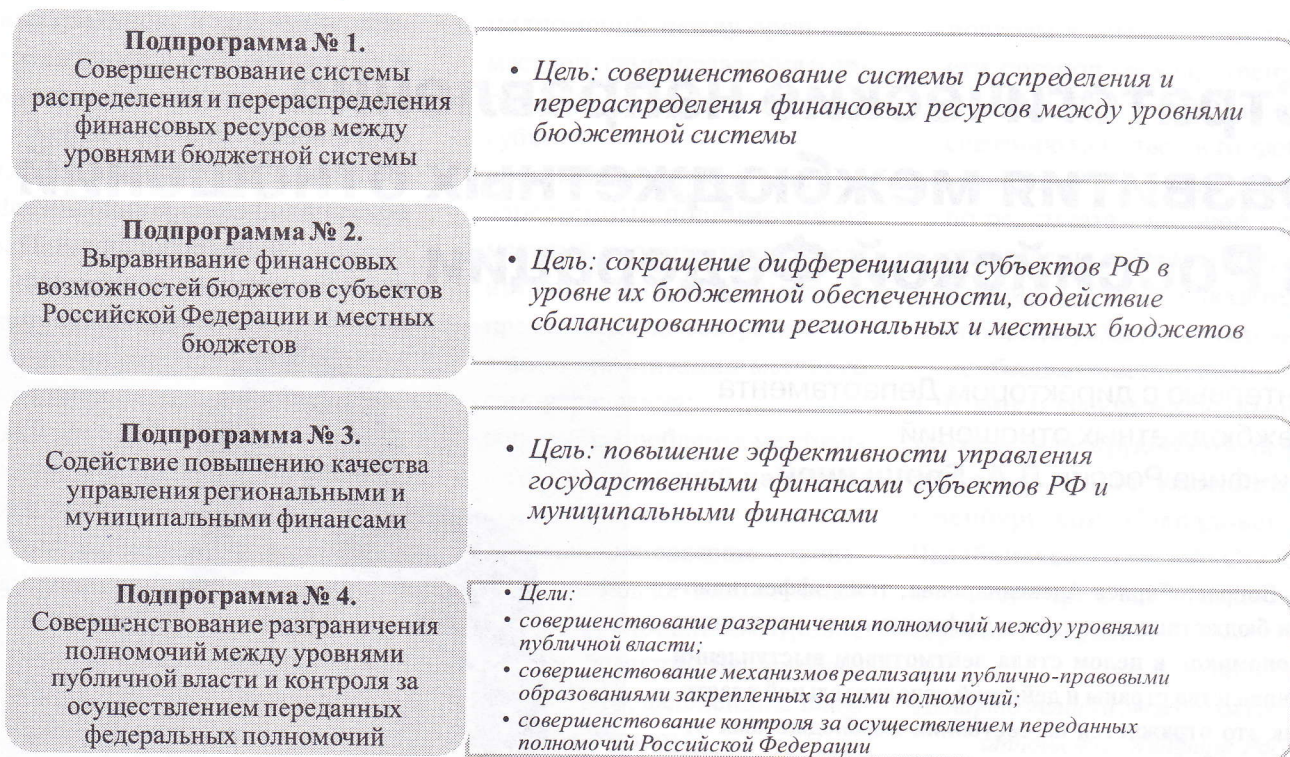 Подпрограмма № 1.
Совершенствование системы
распределения и перераспределения
финансовых ресурсов между
уровнями бюджетной системы
• Цель: совершенствование системы распределения и
перераспределения финансовых ресурсов между уровнями
бюджетной системы
Подпрограмма № 2.
Выравнивание финансовых
возможностей бюджетов субъектов
Российской Федерации и местных
бюджетов
• Цель: сокращение дифференциации субъектов РФ в
уровне их бюджетной обеспеченности, содействие
сбалансированности региональных и местных бюджетов
Подпрограмма № 3.
Содействие повышению качества
управления региональными и
муниципальными финансами
• Цель: повышение эффективности управления
государственными финансами субъектов РФ и
муниципальными финансами
Подпрограмма № 4.
Совершенствование разграничения
полномочий между уровнями
публичной власти и контроля за
осуществлением переданных
федеральных полномочий
• Цели:
• совершенствование разграничения полномочий между уровнями
публичной власти;
• совершенствование механизмов реализации публично-правовыми
образованиями закрепленных за ними полномочий;
• совершенствование контроля за осуществлением переданных
полномочий Российской Федерации